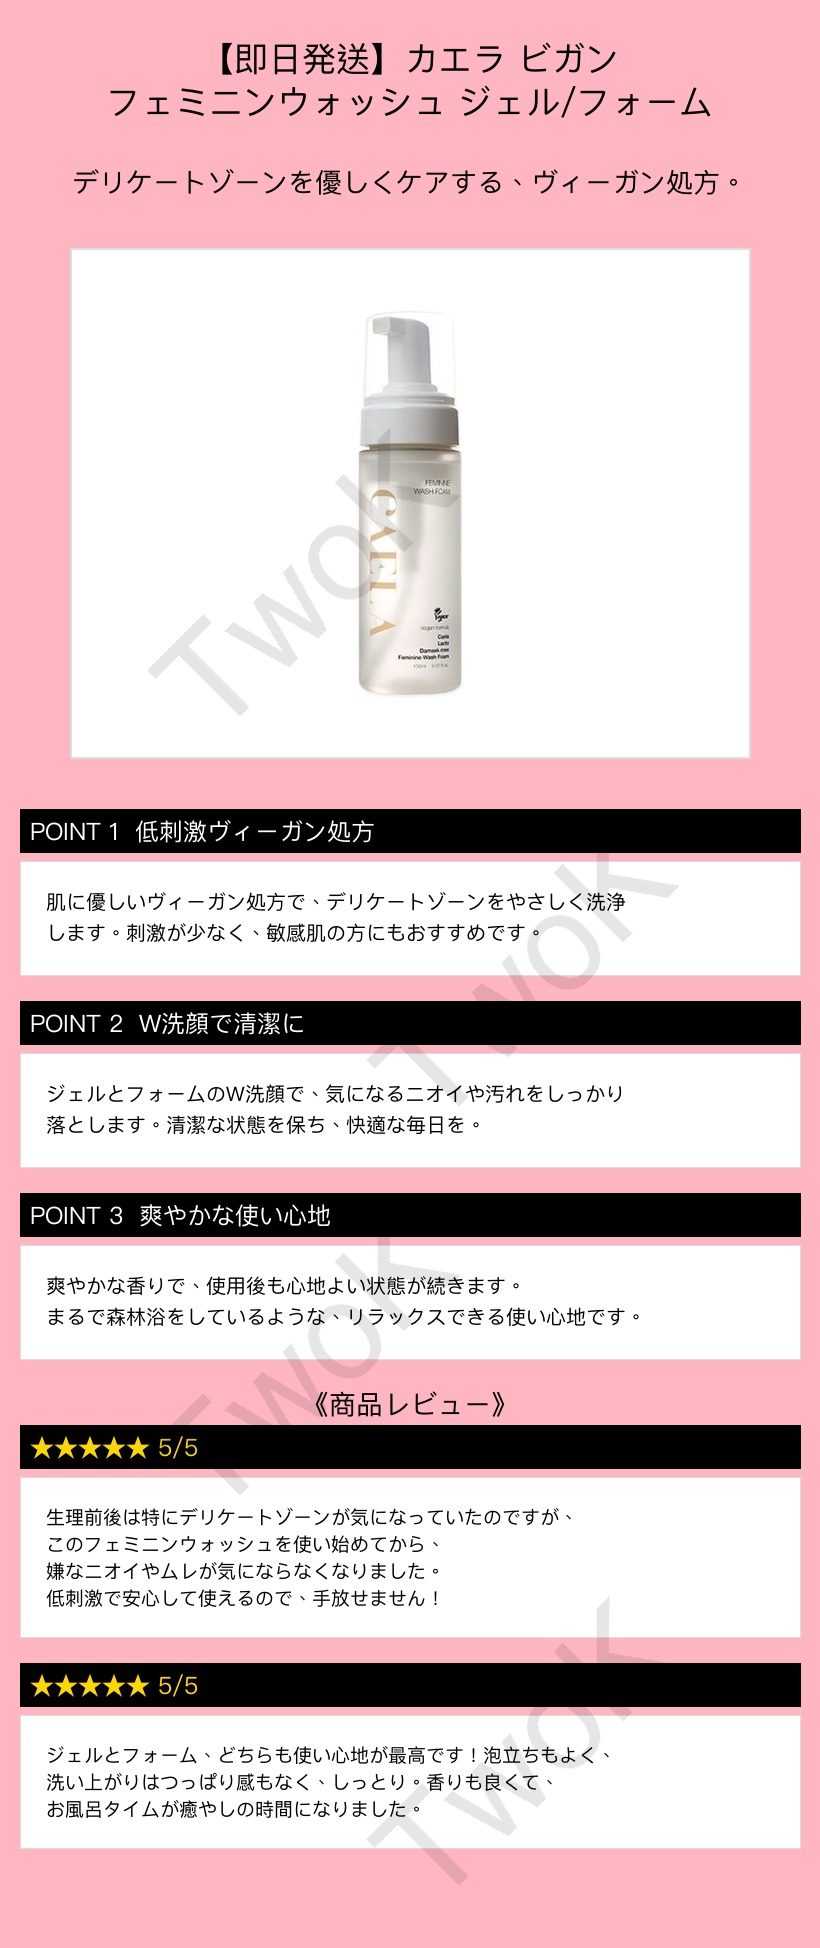 【即日発送】カエラ ビガン
フェミニンウォッシュ ジェル/フォーム
デリケートゾーンを優しくケアする、ヴィーガン処方。
FEMININE
WASH FOAM
CAELA
Vegan
Vegan formula
Caela
Lacto
Damask rose
Feminine Wash Foam
150ml
TwoK
POINT 1 低刺激ヴィーガン処方
肌に優しいヴィーガン処方で、デリケートゾーンをやさしく洗浄
します。刺激が少なく、敏感肌の方にもおすすめです。
TwoK
POINT 2 W洗顔で清潔に
ジェルとフォームのW洗顔で、気になるニオイや汚れをしっかり
落とします。清潔な状態を保ち、快適な毎日を。
POINT 3 爽やかな使い心地
爽やかな香りで、使用後も心地よい状態が続きます。
まるで森林浴をしているような、リラックスできる使い心地です。
TwoK
《商品レビュー》
★★★★★ 5/5
生理前後は特にデリケートゾーンが気になっていたのですが、
このフェミニンウォッシュを使い始めてから、
嫌なニオイやムレが気にならなくなりました。
低刺激で安心して使えるので、手放せません！
★★★★★ 5/5
ジェルとフォーム、どちらも使い心地が最高です！泡立ちもよく、
洗い上がりはつっぱり感もなく、しっとり。香りも良くて、
お風呂タイムが癒やしの時間になりました。
TwoK